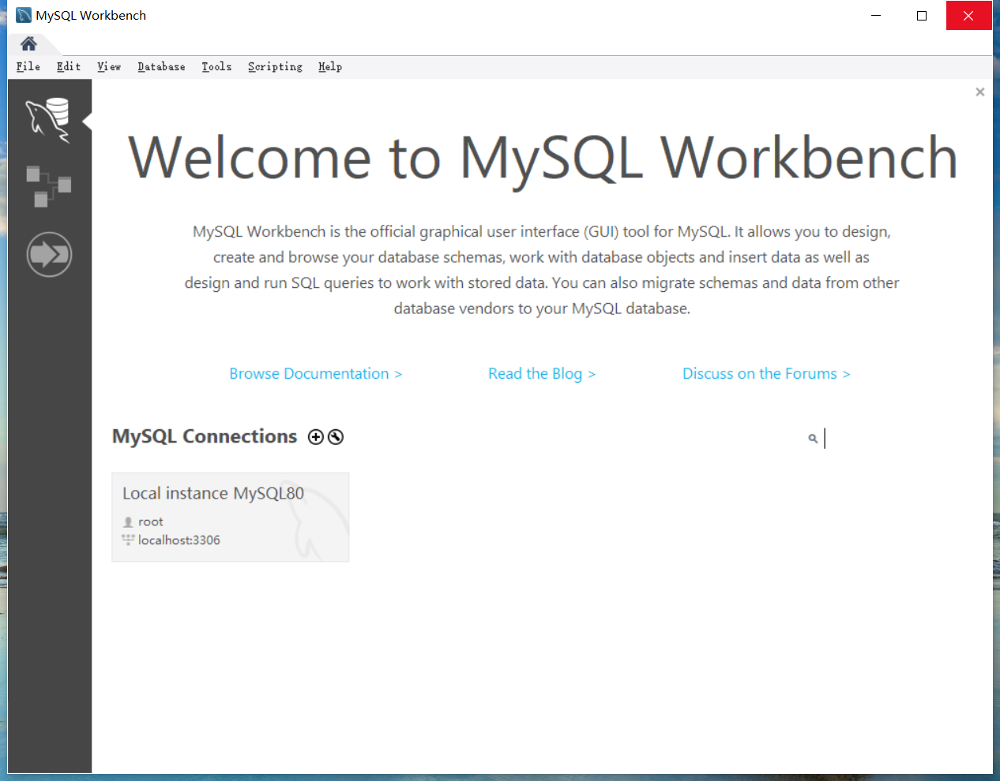 MySQL Workbench
File Edit View Database Tools Scripting Help
Welcome to MySQL Workbench
MySQL Workbench is the official graphical user interface (GUI) tool for MySQL. It allows you to design,
create and browse your database schemas, work with database objects and insert data as well as
design and run SQL queries to work with stored data. You can also migrate schemas and data from other
database vendors to your MySQL database.
Browse Documentation > Read the Blog > Discuss on the Forums >
MySQL Connections
Local instance MySQL80
root
localhost:3306